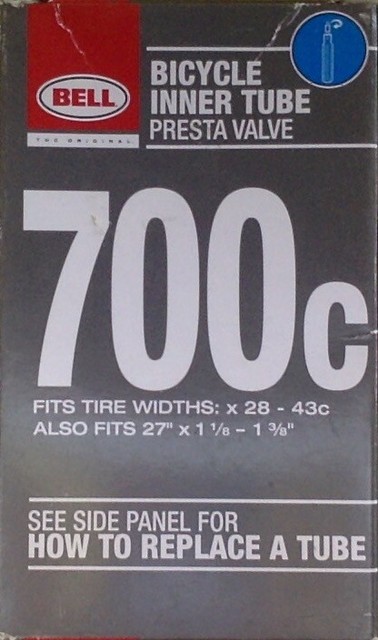 BELL
THE ORIGINAL
BICYCLE
INNER TUBE
PRESTA VALVE
700c
FITS TIRE WIDTHS: x 28 - 43c
ALSO FITS 27" x 1 1/8 - 1 3/8"
SEE SIDE PANEL FOR
HOW TO REPLACE A TUBE